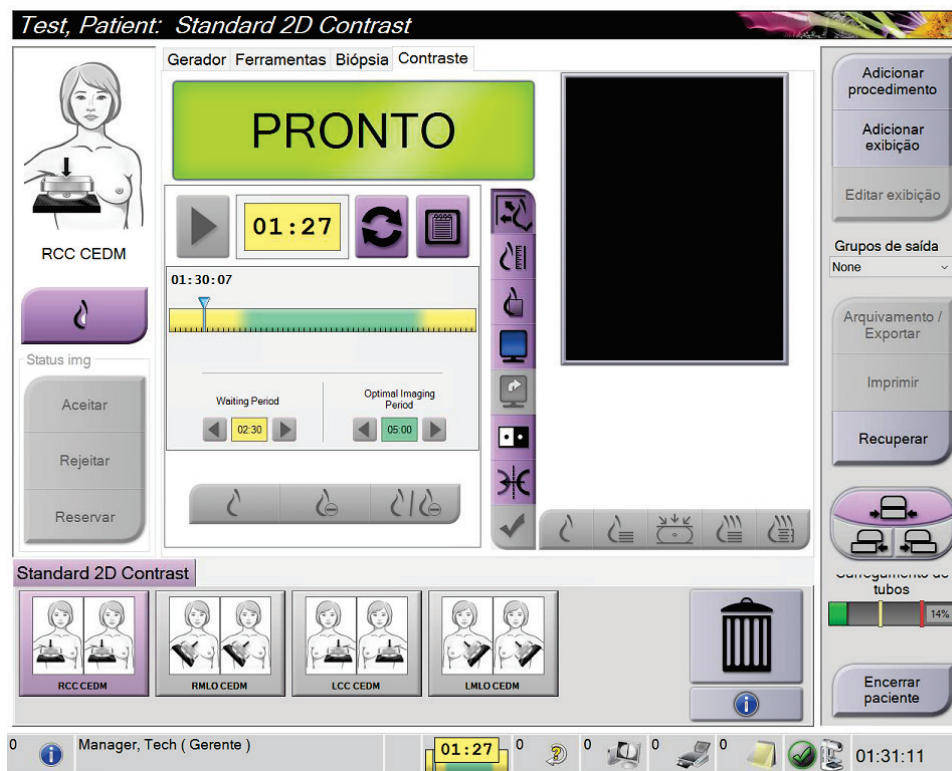 Test, Patient: Standard 2D Contrast
Gerador Ferramentas Biópsia Contraste
PRONTO
RCC CEDM
01:27
01:30:07
Waiting Period
02:30
Optimal Imaging
Period
05:00
Status img
Aceitar
Rejeitar
Reservar
Adicionar
procedimento
Adicionar
exibição
Editar exibição
Grupos de saída
None
Arquivamento /
Exportar
Imprimir
Recuperar
tubos
14%
Encerrar
paciente
Standard 2D Contrast
RCC CEDM
RMLO CEDM
LCC CEDM
LMLO CEDM
0
Manager, Tech ( Gerente )
01:27
0
0
0
0
01:31:11